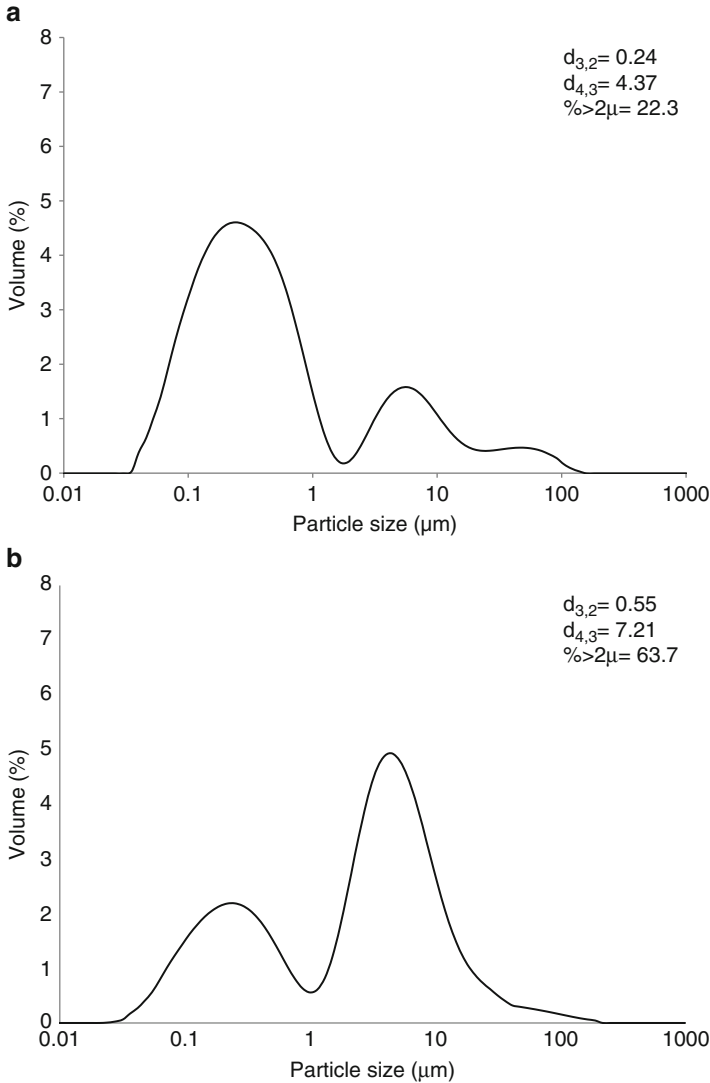 a
d3,2= 0.24
d4,3= 4.37
%>2μ= 22.3
Volume (%)
8
7
6
5
4
3
2
1
0
0.01 0.1 1 10 100 1000
Particle size (μm)
b
d3,2= 0.55
d4,3= 7.21
%>2μ= 63.7
Volume (%)
8
7
6
5
4
3
2
1
0
0.01 0.1 1 10 100 1000
Particle size (μm)